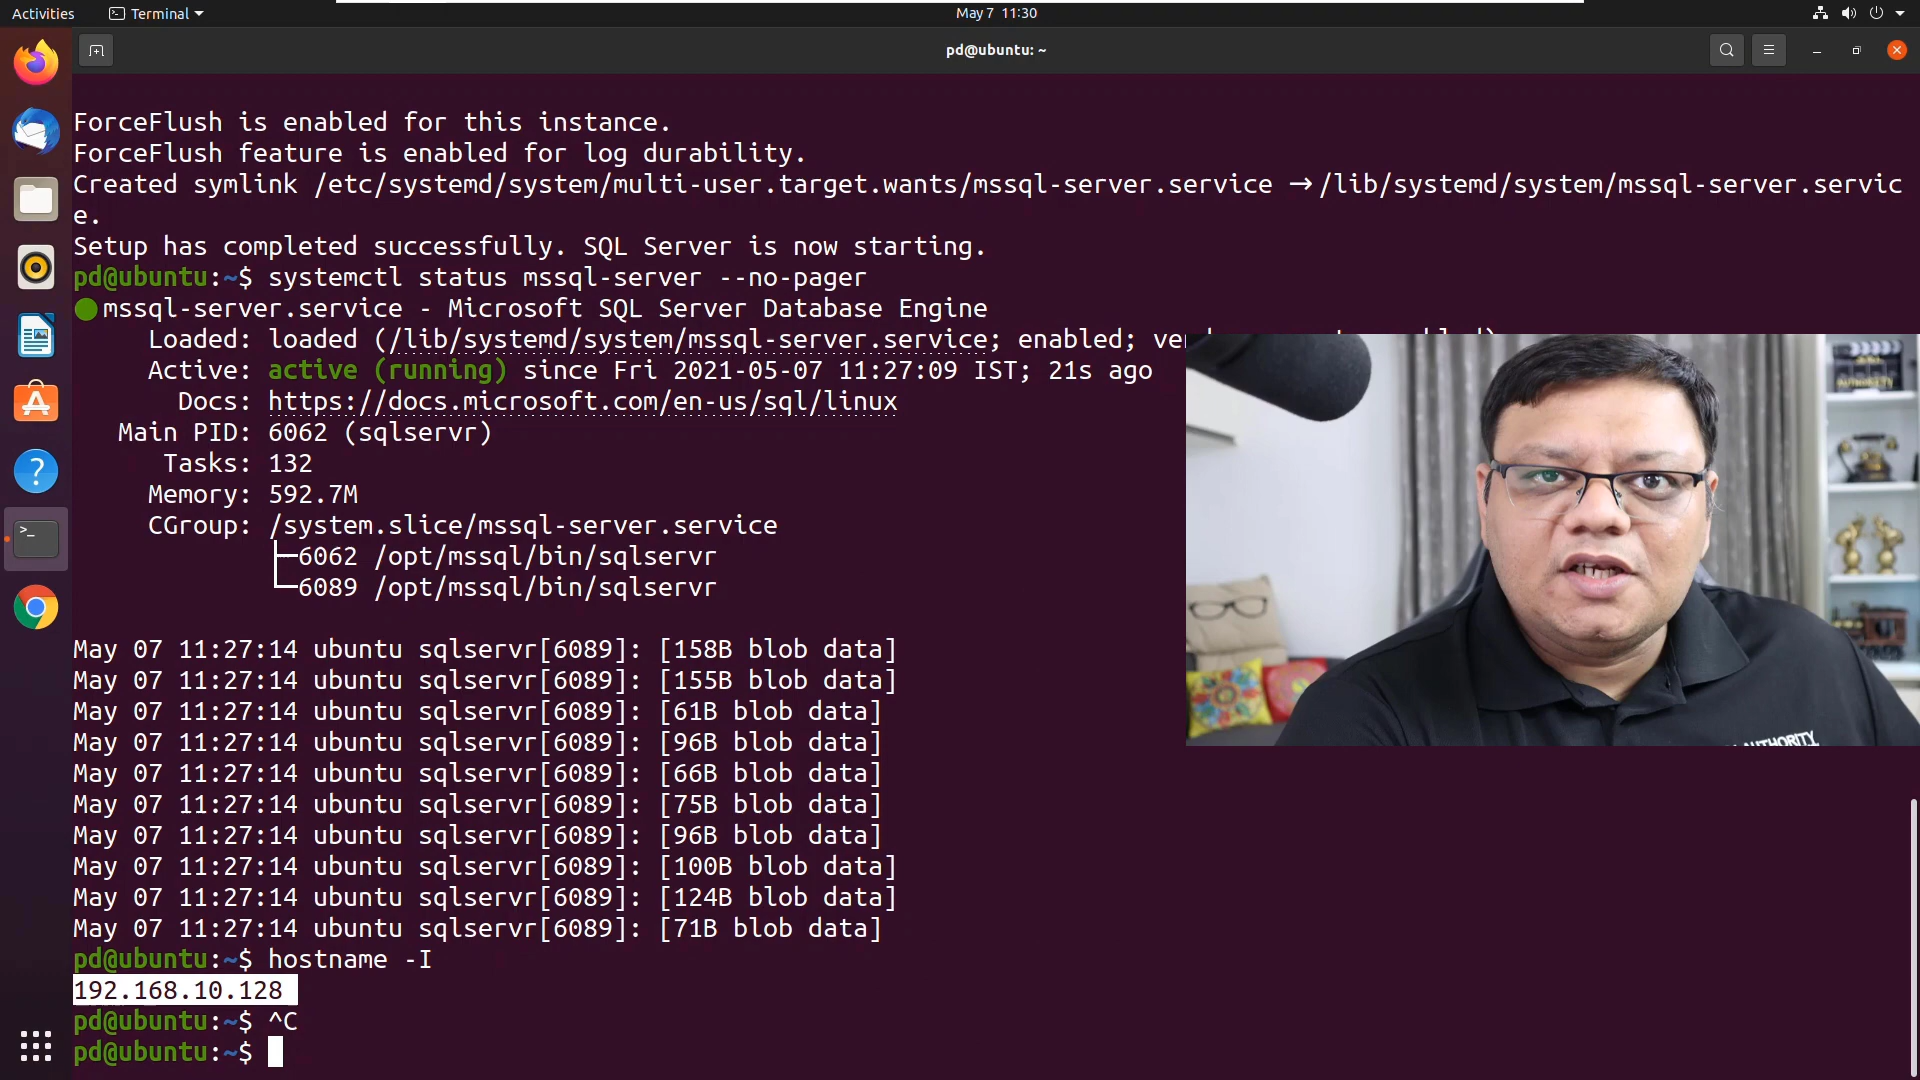 Activities Terminal May 7 11:30
pd@ubuntu: ~
ForceFlush is enabled for this instance.
ForceFlush feature is enabled for log durability.
Created symlink /etc/systemd/system/multi-user.target.wants/mssql-server.service → /lib/systemd/system/mssql-server.servic
e.
Setup has completed successfully. SQL Server is now starting.
pd@ubuntu:~$ systemctl status mssql-server --no-pager
● mssql-server.service - Microsoft SQL Server Database Engine
Loaded: loaded (/lib/systemd/system/mssql-server.service; enabled;
Active: active (running) since Fri 2021-05-07 11:27:09 IST; 21s ago
Docs: https://docs.microsoft.com/en-us/sql/linux
Main PID: 6062 (sqlservr)
Tasks: 132
Memory: 592.7M
CGroup: /system.slice/mssql-server.service
├─6062 /opt/mssql/bin/sqlservr
└─6089 /opt/mssql/bin/sqlservr
May 07 11:27:14 ubuntu sqlservr[6089]: [158B blob data]
May 07 11:27:14 ubuntu sqlservr[6089]: [155B blob data]
May 07 11:27:14 ubuntu sqlservr[6089]: [61B blob data]
May 07 11:27:14 ubuntu sqlservr[6089]: [96B blob data]
May 07 11:27:14 ubuntu sqlservr[6089]: [66B blob data]
May 07 11:27:14 ubuntu sqlservr[6089]: [75B blob data]
May 07 11:27:14 ubuntu sqlservr[6089]: [96B blob data]
May 07 11:27:14 ubuntu sqlservr[6089]: [100B blob data]
May 07 11:27:14 ubuntu sqlservr[6089]: [124B blob data]
May 07 11:27:14 ubuntu sqlservr[6089]: [71B blob data]
pd@ubuntu:~$ hostname -I
192.168.10.128
pd@ubuntu:~$ ^C
pd@ubuntu:~$
AUTHORITY